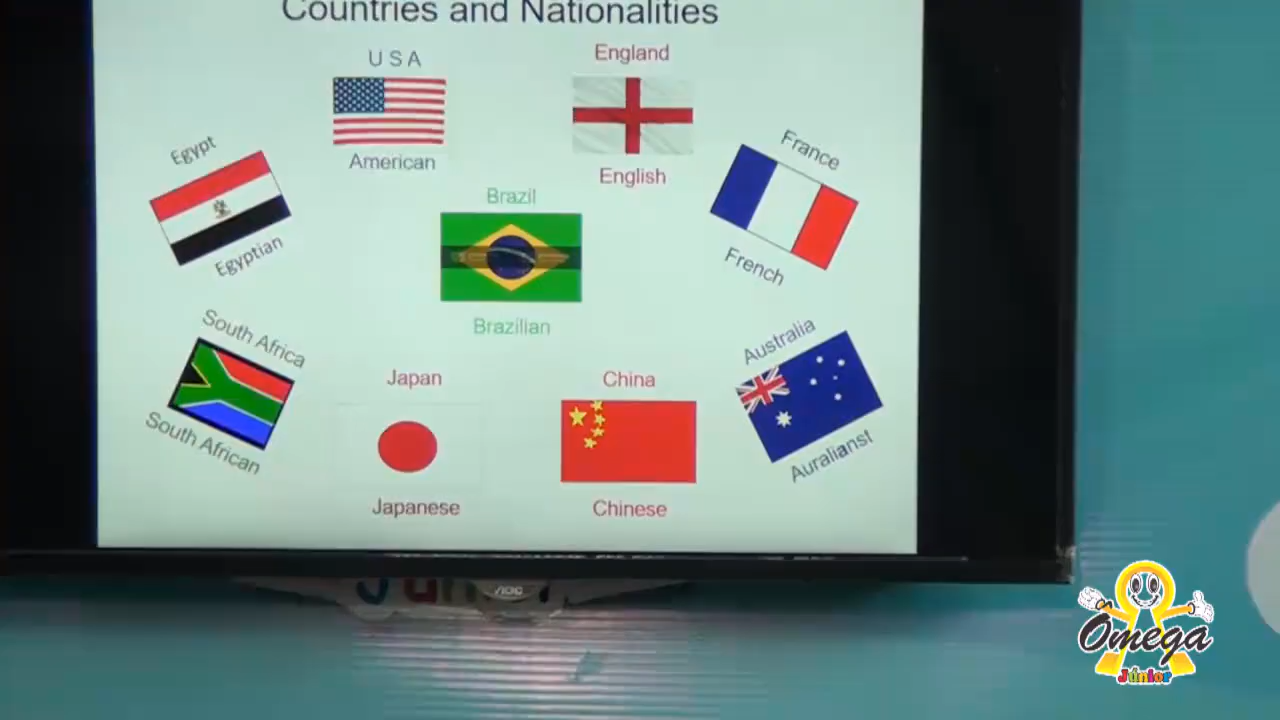 Countries and Nationalities
U S A
England
American
English
Egypt
Egyptian
France
French
Brazil
Brazilian
South Africa
South African
Japan
Japanese
China
Chinese
Australia
Auralianst
AOC
Omega
Júnior